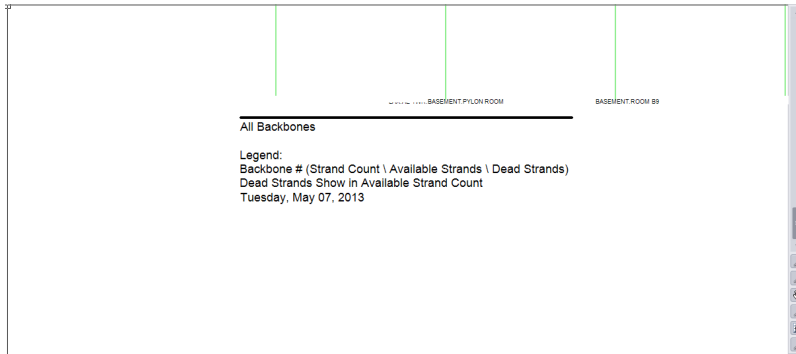 BASEMENT.PYLON ROOM
BASEMENT.ROOM B9
All Backbones
Legend:
Backbone # (Strand Count \ Available Strands \ Dead Strands)
Dead Strands Show in Available Strand Count
Tuesday, May 07, 2013